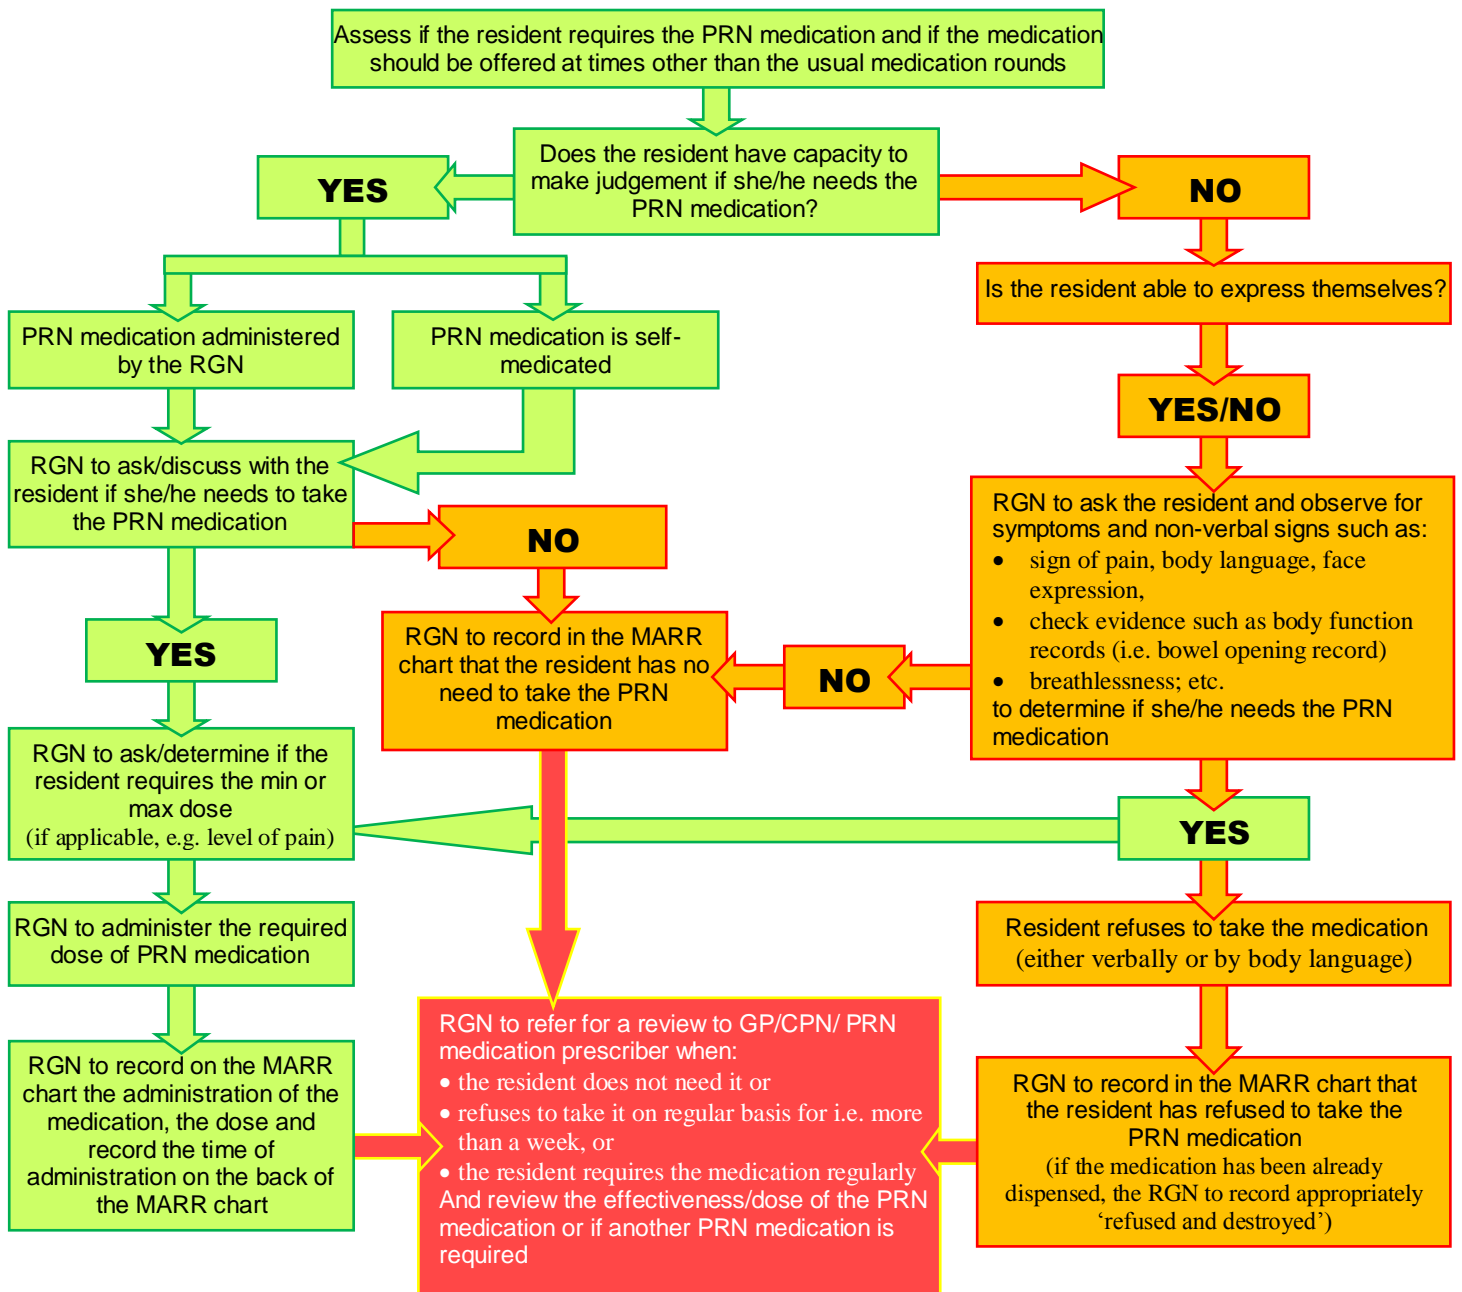 Assess if the resident requires the PRN medication and if the medication
should be offered at times other than the usual medication rounds
Does the resident have capacity to
make judgement if she/he needs the
PRN medication?
YES
NO
Is the resident able to express themselves?
PRN medication administered
by the RGN
PRN medication is self-
medicated
YES/NO
RGN to ask/discuss with the
resident if she/he needs to take
the PRN medication
NO
RGN to ask the resident and observe for
symptoms and non-verbal signs such as:
• sign of pain, body language, face
expression,
• check evidence such as body function
records (i.e. bowel opening record)
• breathlessness; etc.
to determine if she/he needs the PRN
medication
YES
RGN to record in the MARR
chart that the resident has no
need to take the PRN
medication
NO
RGN to ask/determine if the
resident requires the min or
max dose
(if applicable, e.g. level of pain)
YES
RGN to administer the required
dose of PRN medication
Resident refuses to take the medication
(either verbally or by body language)
RGN to record on the MARR
chart the administration of the
medication, the dose and
record the time of
administration on the back of
the MARR chart
RGN to refer for a review to GP/CPN/ PRN
medication prescriber when:
• the resident does not need it or
• refuses to take it on regular basis for i.e. more
than a week, or
• the resident requires the medication regularly
And review the effectiveness/dose of the PRN
medication or if another PRN medication is
required
RGN to record in the MARR chart that
the resident has refused to take the
PRN medication
(if the medication has been already
dispensed, the RGN to record appropriately
‘refused and destroyed’)